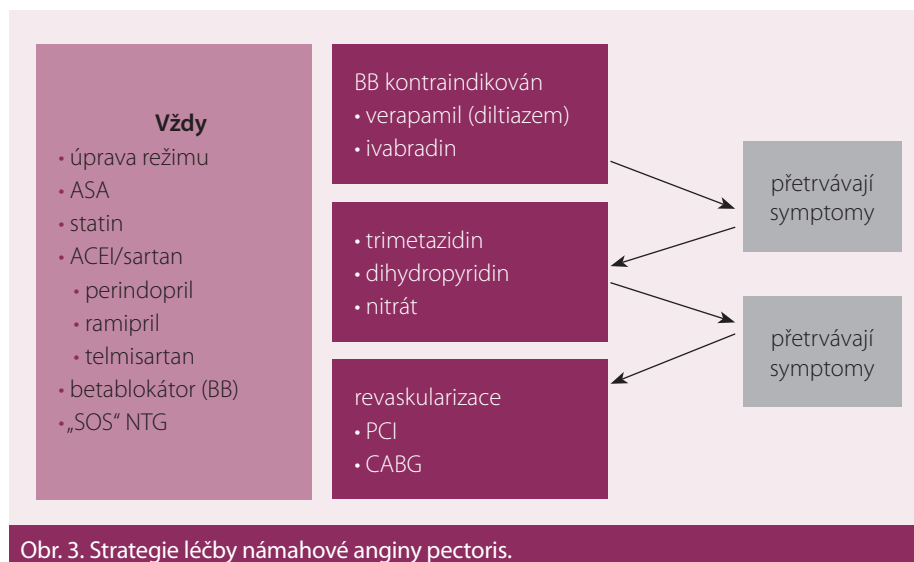 Vždy
• úprava režimu
• ASA
• statin
• ACEI/sartan
• perindopril
• ramipril
• telmisartan
• betablokátor (BB)
• „SOS“ NTG
BB kontraindikován
• verapamil (diltiazem)
• ivabradin
přetrvávají
symptomy
• trimetazidin
• dihydropyridin
• nitrát
přetrvávají
symptomy
revaskularizace
• PCI
• CABG
Obr. 3. Strategie léčby námahové anginy pectoris.